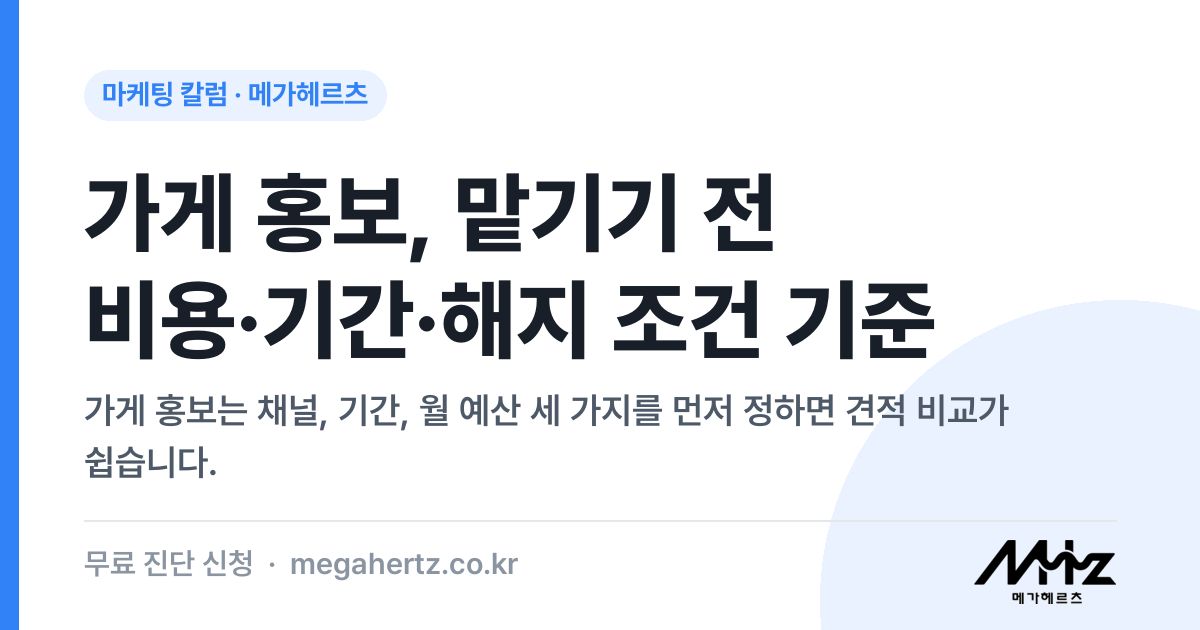 마케팅 칼럼 · 메가헤르츠
가게 홍보, 맡기기 전
비용·기간·해지 조건 기준
가게 홍보는 채널, 기간, 월 예산 세 가지를 먼저 정하면 견적 비교가
쉽습니다.
무료 진단 신청 · megahertz.co.kr
MHz
메가헤르츠